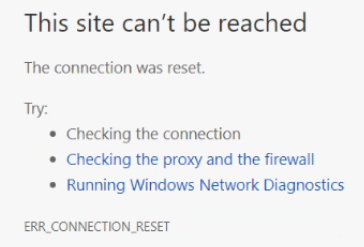 This site can’t be reached
The connection was reset.
Try:
• Checking the connection
• Checking the proxy and the firewall
• Running Windows Network Diagnostics
ERR_CONNECTION_RESET